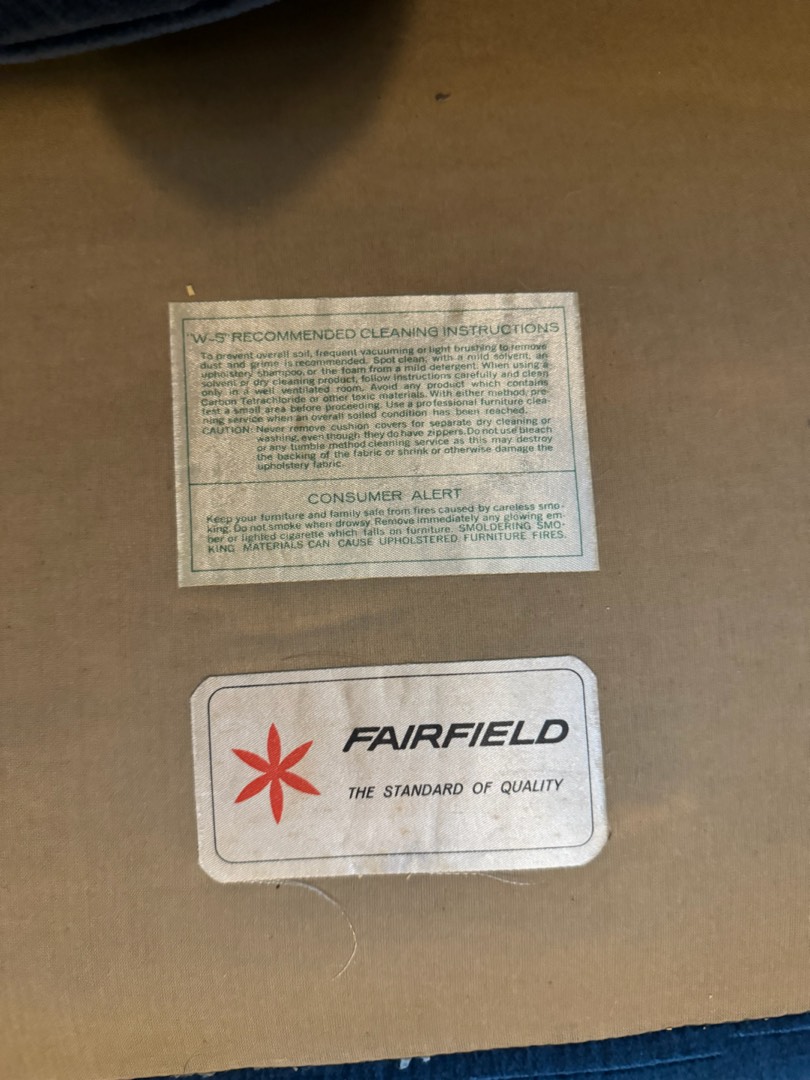 "W-S" RECOMMENDED CLEANING INSTRUCTIONS
To prevent overall soil, frequent vacuuming or light brushing to remove
dust and grime is recommended. Spot clean, with a mild solvent, an
upholstery shampoo, or the foam from a mild detergent. When using a
solvent or dry cleaning product, follow instructions carefully and clean
only in a well ventilated room. Avoid any product which contains
Carbon Tetrachloride or other toxic materials. With either method, pre-
test a small area before proceeding. Use a professional furniture clea-
ning service when an overall soiled condition has been reached.
CAUTION: Never remove cushion covers for separate dry cleaning or
washing, even though they do have zippers. Do not use bleach
or any tumble method cleaning service as this may destroy
the backing of the fabric or shrink or otherwise damage the
upholstery fabric.
CONSUMER ALERT
Keep your furniture and family safe from fires caused by careless smo-
king. Do not smoke when drowsy. Remove immediately any glowing em-
ber or lighted cigarette which falls on furniture. SMOLDERING SMO-
KING MATERIALS CAN CAUSE UPHOLSTERED FURNITURE FIRES.
FAIRFIELD
THE STANDARD OF QUALITY